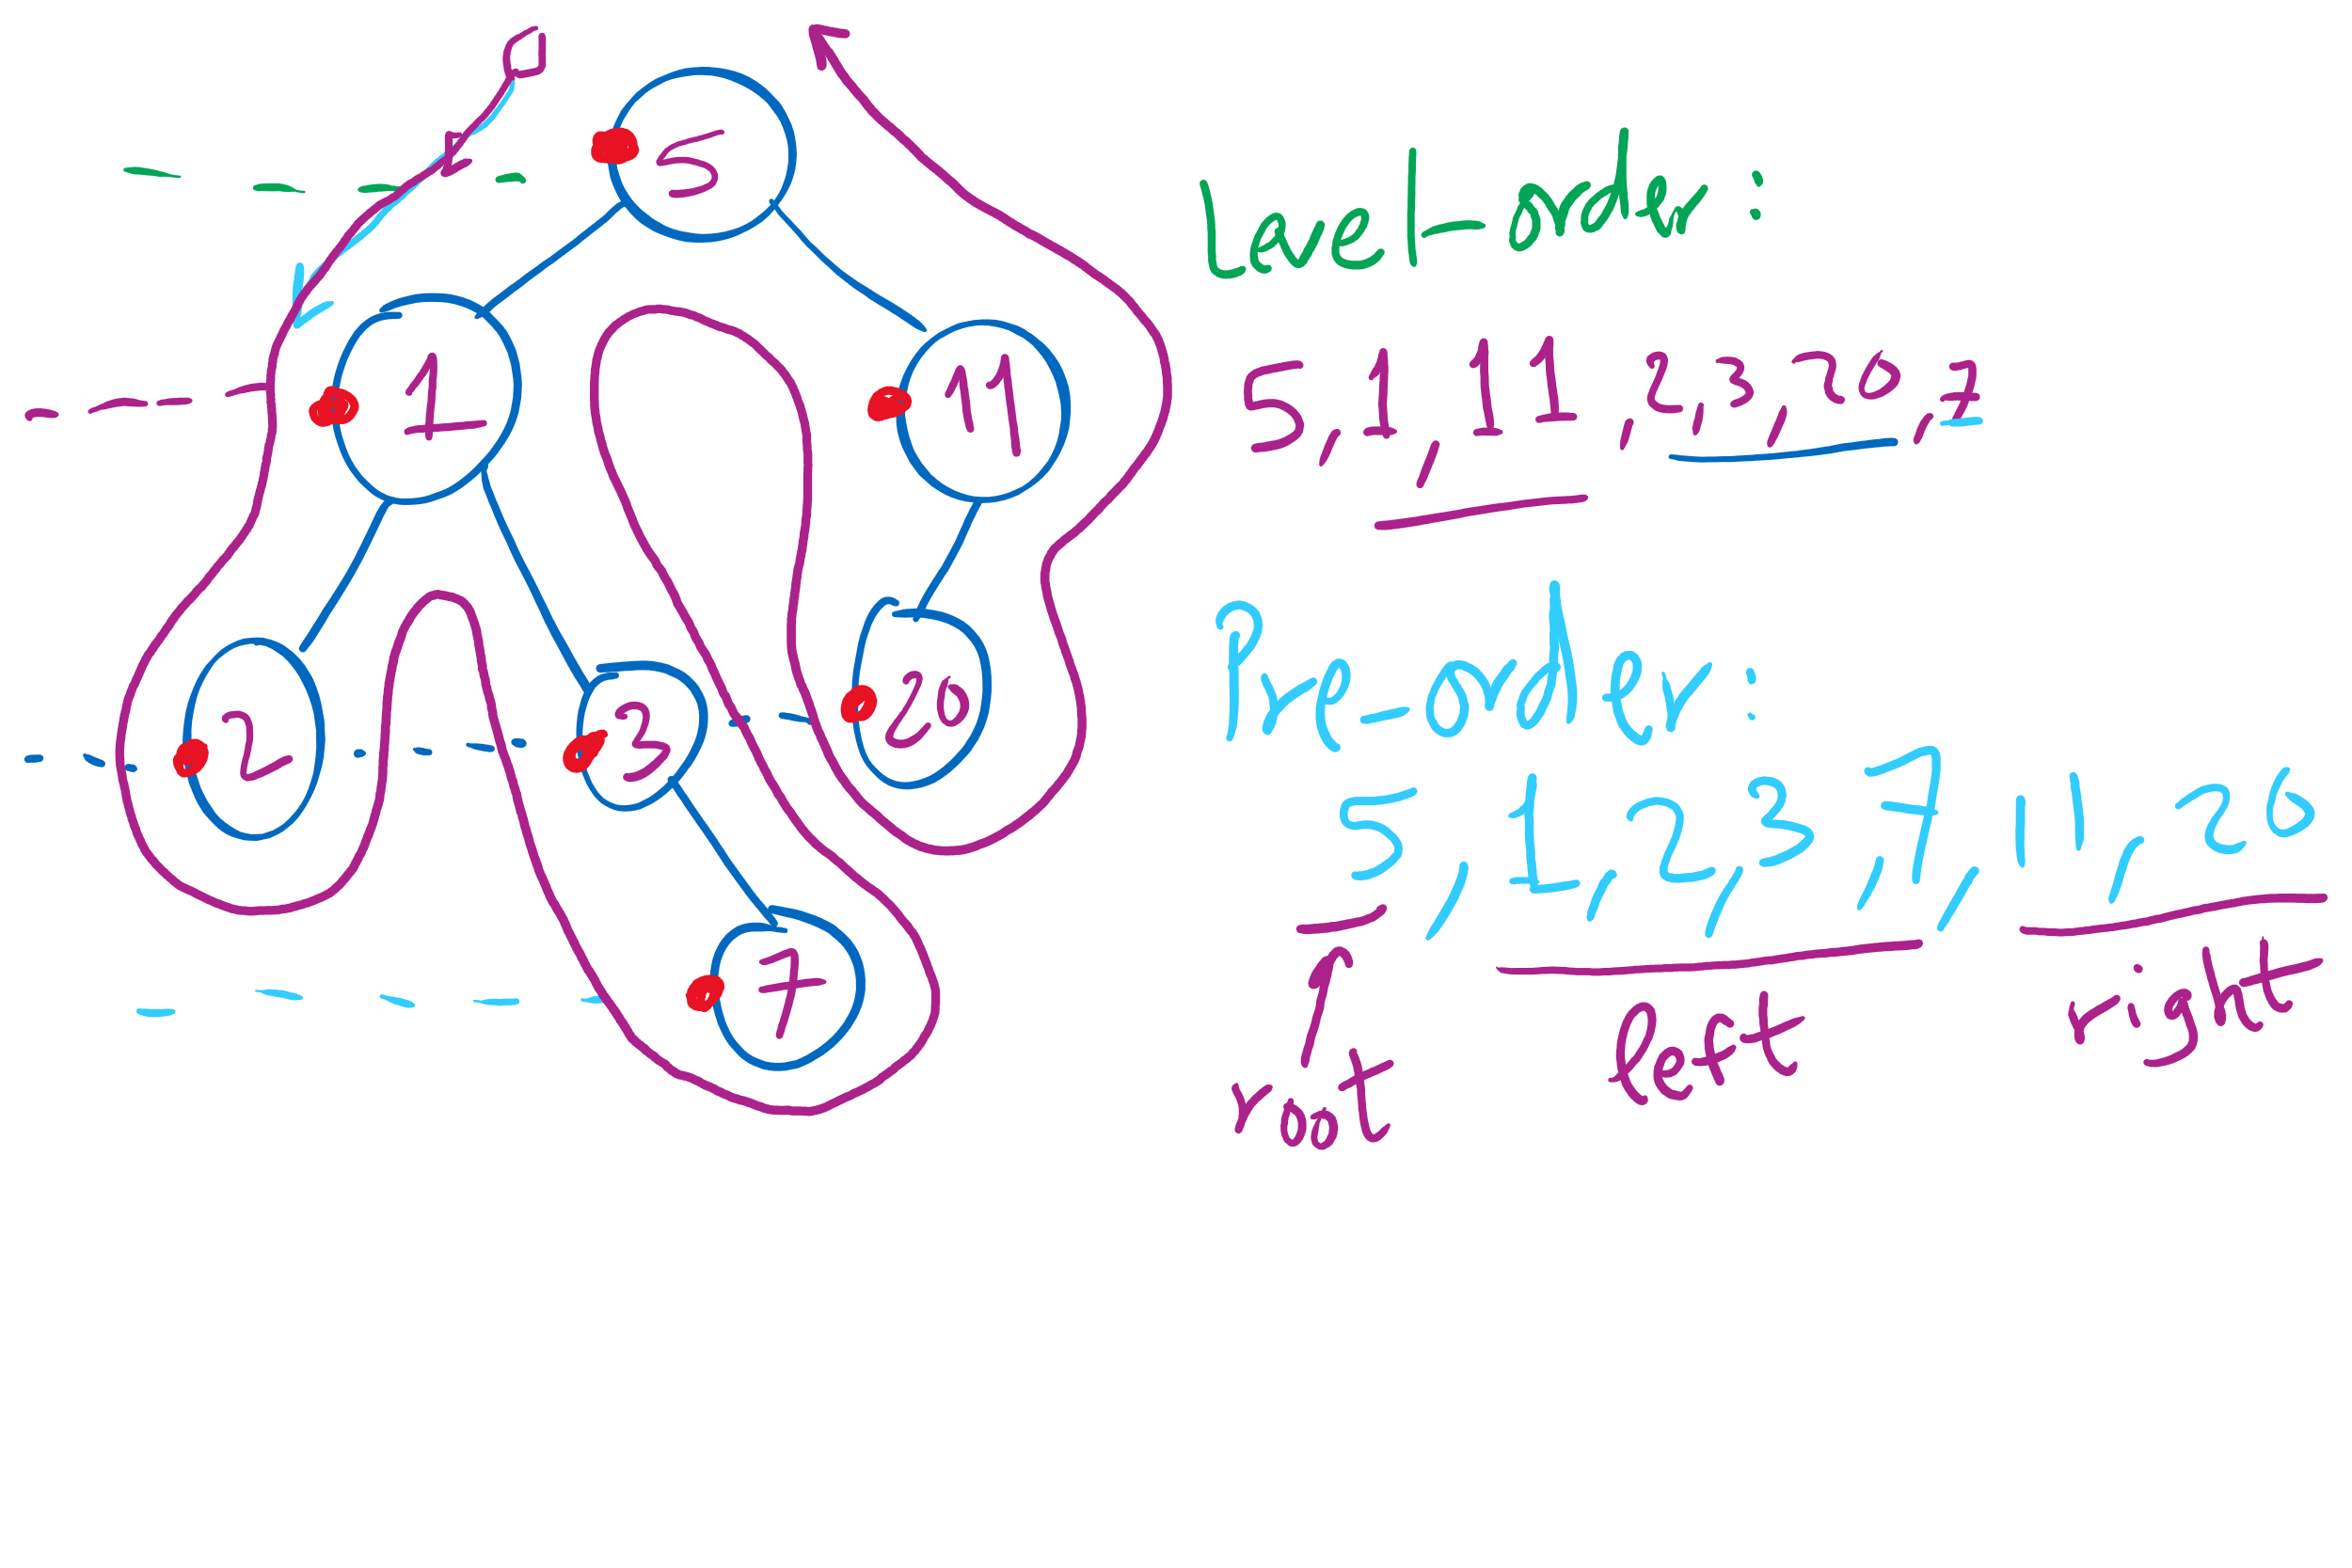 5
1
11
2
3
20
7
level-order:
5, 1, 11, 2, 3, 20, 7
Pre-order:
5, 1, 2, 3, 7, 11, 20
root
left
right